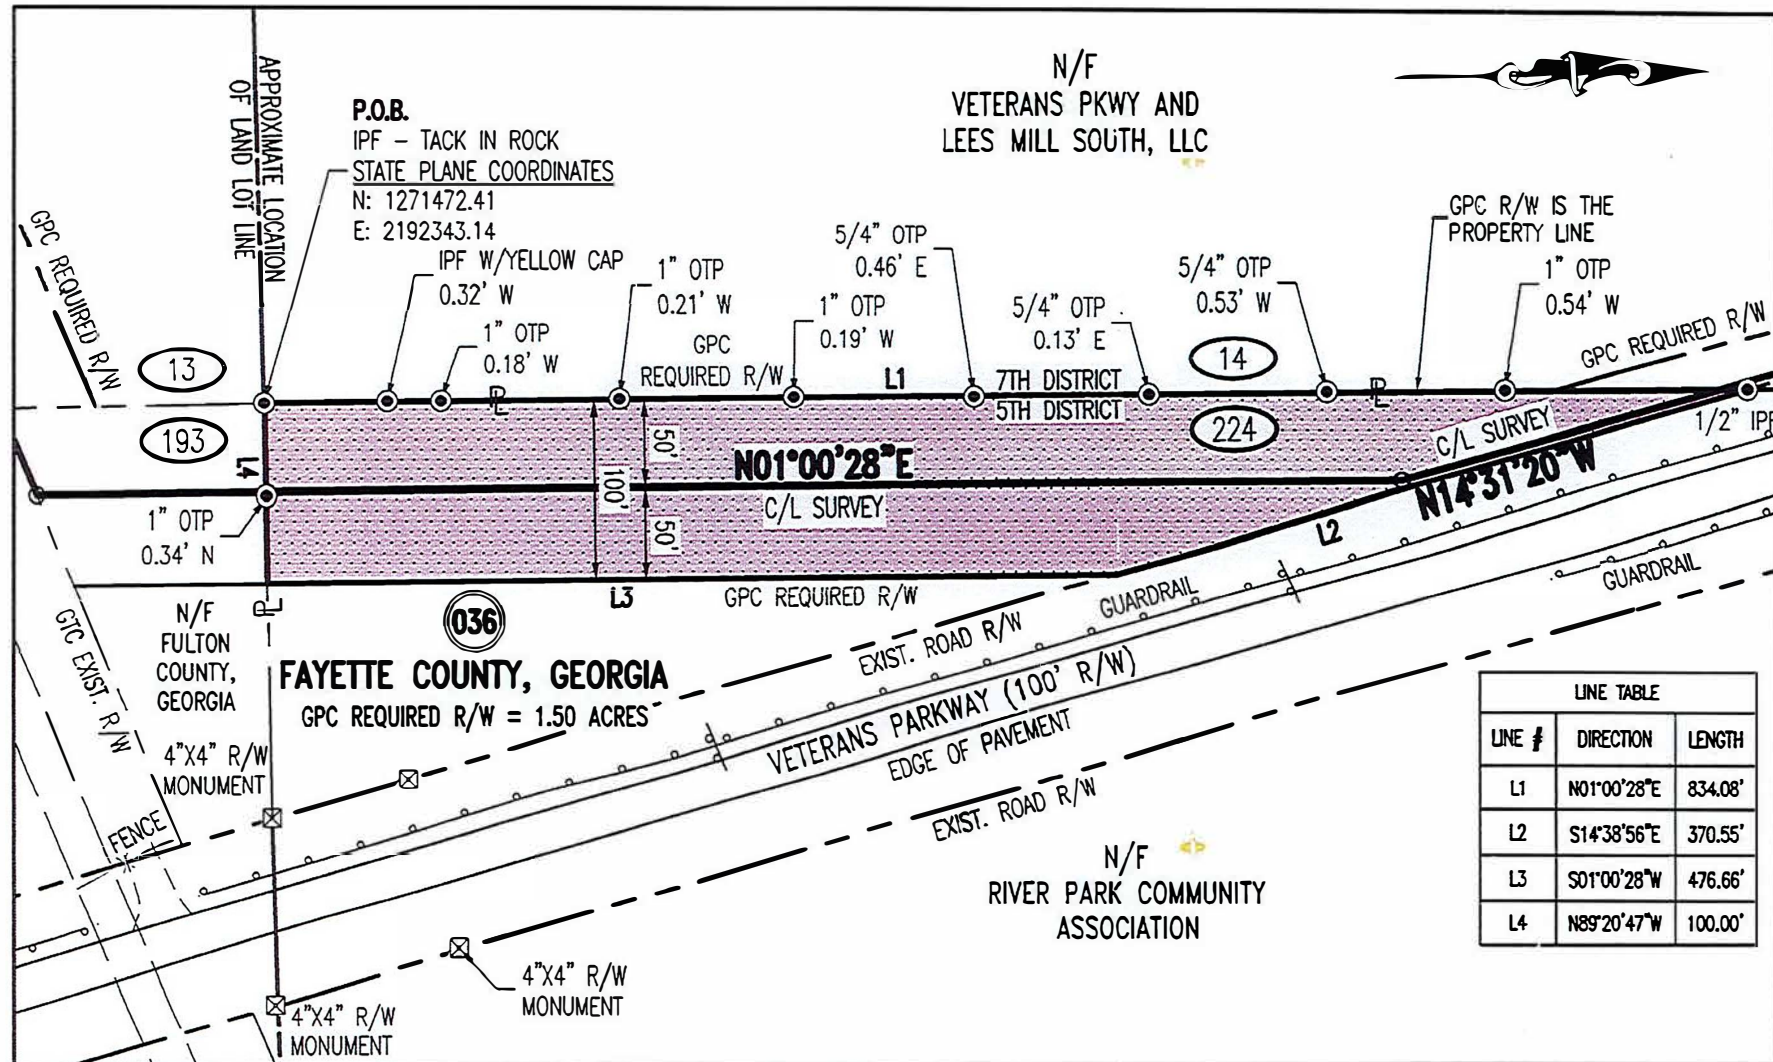 APPROXIMATE LOCATION
OF LAND LOT LINE
P.O.B.
IPF – TACK IN ROCK
STATE PLANE COORDINATES
N: 1271472.41
E: 2192343.14
N/F
VETERANS PKWY AND
LEES MILL SOUTH, LLC
GPC REQUIRED R/W
IPF W/YELLOW CAP
0.32' W
1" OTP
0.18' W
1" OTP
0.21' W
GPC
REQUIRED R/W
1" OTP
0.19' W
5/4" OTP
0.46' E
5/4" OTP
0.13' E
5/4" OTP
0.53' W
GPC R/W IS THE
PROPERTY LINE
1" OTP
0.54' W
GPC REQUIRED R/W
13
193
14
224
L1
7TH DISTRICT
5TH DISTRICT
PL
PL
C/L SURVEY
1/2" IPF
L4
50'
100'
50'
N01°00'28"E
C/L SURVEY
N14°31'20"W
L2
1" OTP
0.34' N
L3
GPC REQUIRED R/W
GUARDRAIL
GUARDRAIL
PL
N/F
FULTON
COUNTY,
GEORGIA
GTC EXIST. R/W
036
FAYETTE COUNTY, GEORGIA
GPC REQUIRED R/W = 1.50 ACRES
EXIST. ROAD R/W
VETERANS PARKWAY (100' R/W)
EDGE OF PAVEMENT
EXIST. ROAD R/W
4"X4" R/W
MONUMENT
FENCE
4"X4" R/W
MONUMENT
4"X4" R/W
MONUMENT
N/F
RIVER PARK COMMUNITY
ASSOCIATION
LINE TABLE
LINE # DIRECTION LENGTH
L1 N01°00'28"E 834.08'
L2 S14°38'56"E 370.55'
L3 S01°00'28"W 476.66'
L4 N89°20'47"W 100.00'